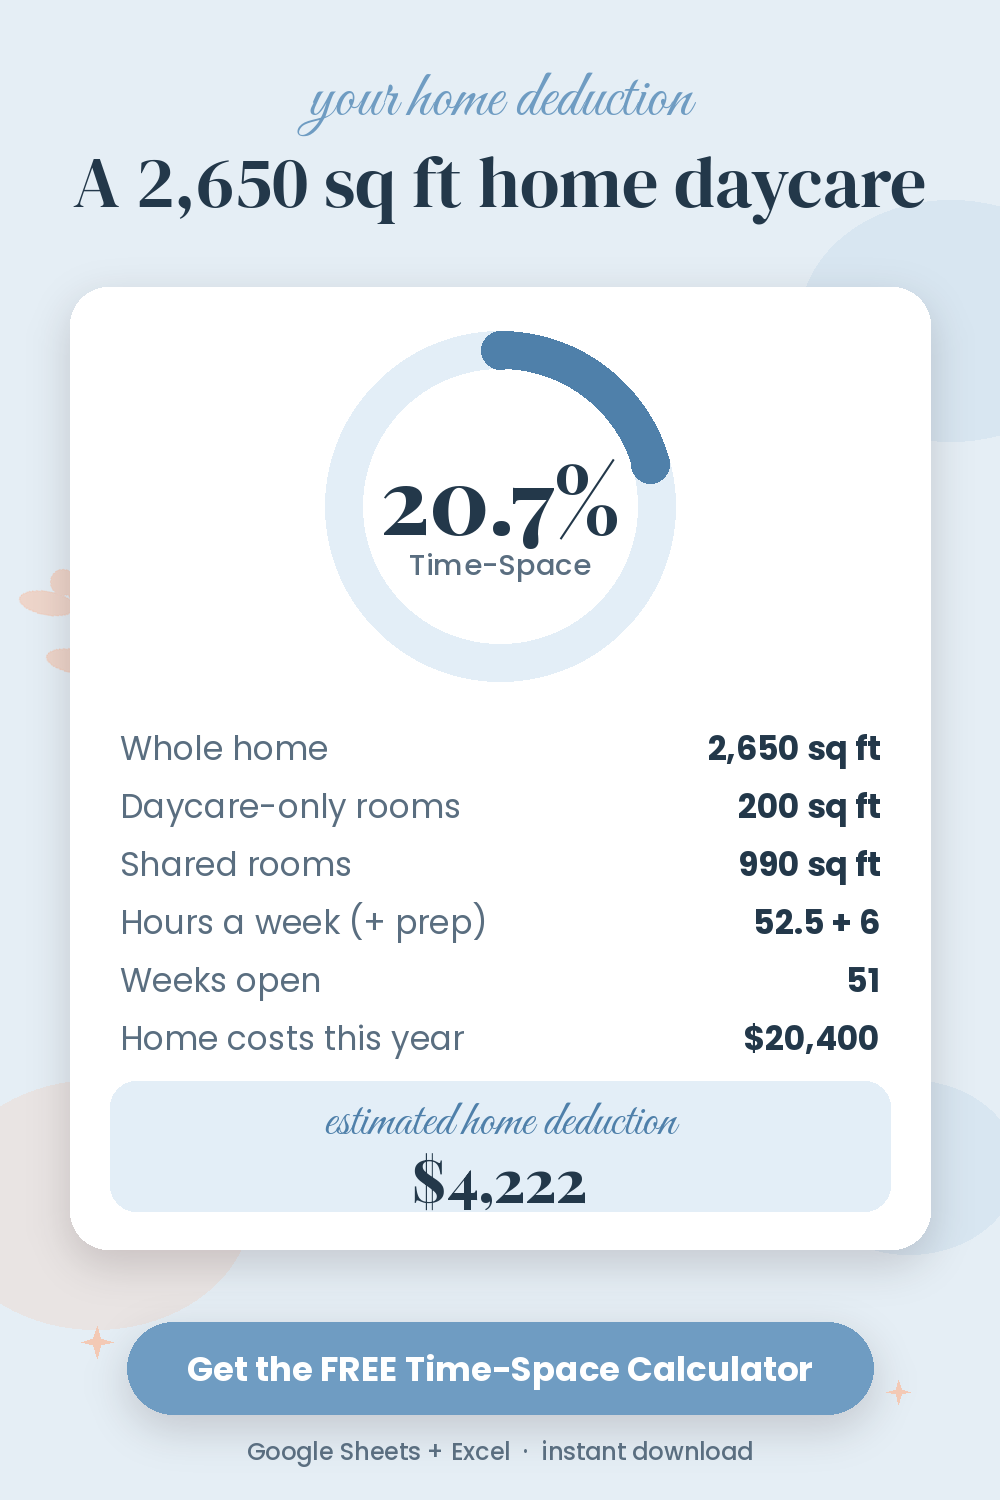 your home deduction
A 2,650 sq ft home daycare
20.7%
Time-Space
Whole home 2,650 sq ft
Daycare-only rooms 200 sq ft
Shared rooms 990 sq ft
Hours a week (+ prep) 52.5 + 6
Weeks open 51
Home costs this year $20,400
estimated home deduction
$4,222
Get the FREE Time-Space Calculator
Google Sheets + Excel · instant download